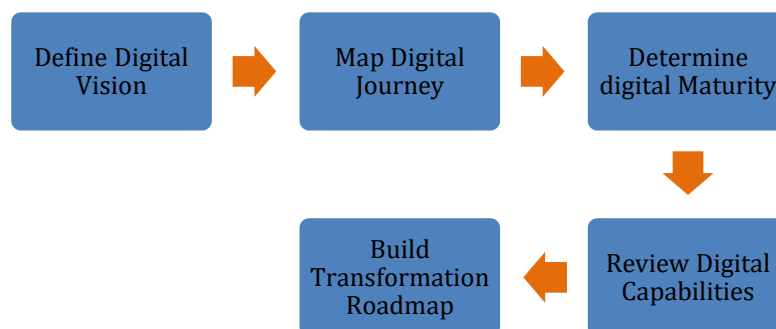 Define Digital
Vision
Map Digital
Journey
Determine
digital Maturity
Review Digital
Capabilities
Build
Transformation
Roadmap